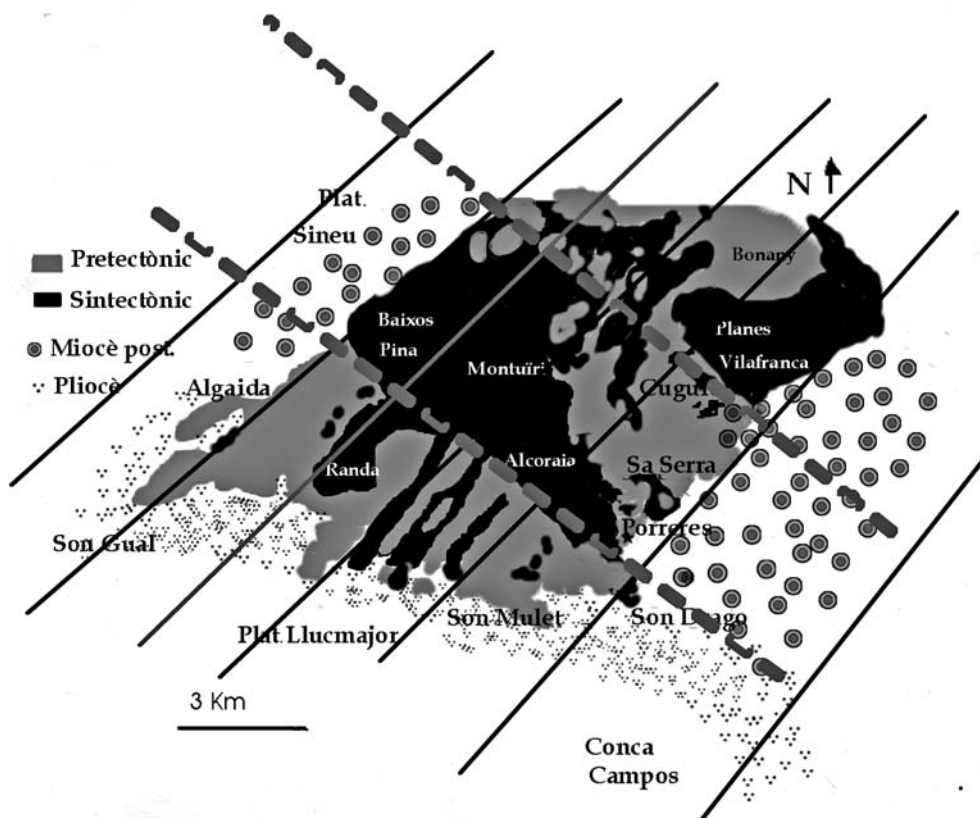 N
Plat.
Sineu
Bonany
Pretectònic
Sintectònic
Baixos
Pina
Planes
Vilafranca
Miocè post.
Pliocè
Algaida
Montuïri
Cugul
Randa
Alcoraia
Sa Serra
Porreres
Son Gual
Plat. Llucmajor
Son Mulet
Son Drago
3 Km
Conca
Campos